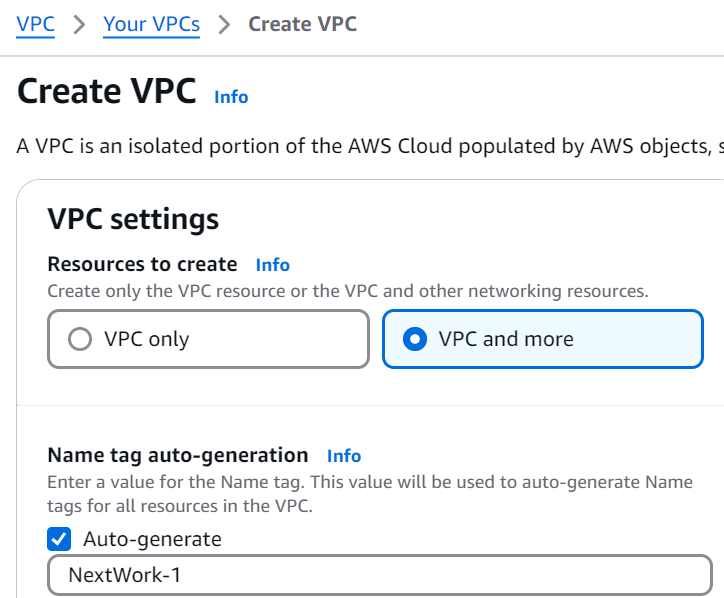 VPC > Your VPCs > Create VPC
Create VPC Info
A VPC is an isolated portion of the AWS Cloud populated by AWS objects,
VPC settings
Resources to create Info
Create only the VPC resource or the VPC and other networking resources.
VPC only
VPC and more
Name tag auto-generation Info
Enter a value for the Name tag. This value will be used to auto-generate Name
tags for all resources in the VPC.
Auto-generate
NextWork-1